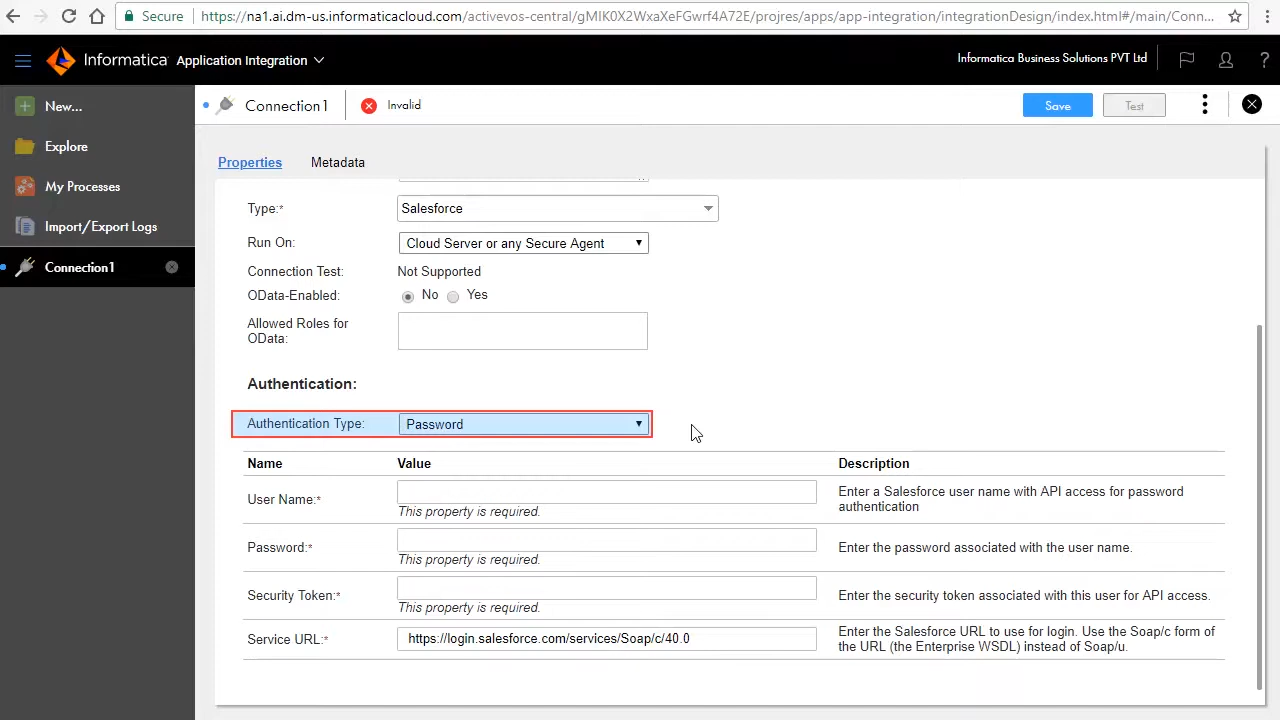 Secure
https://na1.ai.dm-us.informaticacloud.com/activevos-central/gMIK0X2WxaXeFGwrf4A72E/projres/apps/app-integration/integrationDesign/index.html#/main/Conn...
Informatica Application Integration
Informatica Business Solutions PVT Ltd
?
New...
Explore
My Processes
Import/Export Logs
Connection1
Connection1
Invalid
Save
Test
Properties
Metadata
Type:*
Salesforce
Run On:
Cloud Server or any Secure Agent
Connection Test:
Not Supported
OData-Enabled:
No
Yes
Allowed Roles for
OData:
Authentication:
Authentication Type:
Password
Name
Value
Description
User Name:*
This property is required.
Enter a Salesforce user name with API access for password
authentication
Password:*
This property is required.
Enter the password associated with the user name.
Security Token:*
This property is required.
Enter the security token associated with this user for API access.
Service URL:*
https://login.salesforce.com/services/Soap/c/40.0
Enter the Salesforce URL to use for login. Use the Soap/c form of
the URL (the Enterprise WSDL) instead of Soap/u.